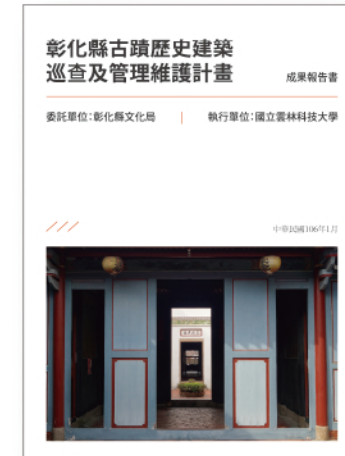 彰化縣古蹟歷史建築
巡查及管理維護計畫 成果報告書
委託單位:彰化縣文化局 | 執行單位:國立雲林科技大學
中華民國106年1月